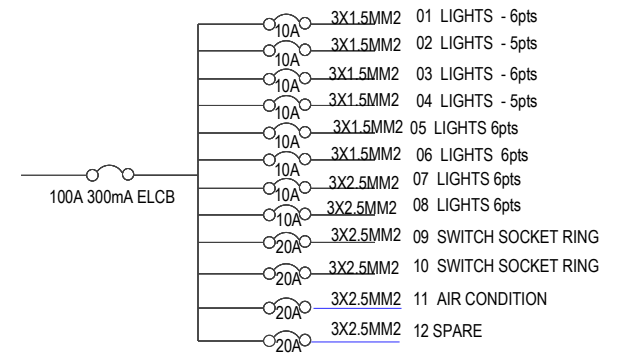 10A 3X1.5MM2 01 LIGHTS - 6pts
10A 3X1.5MM2 02 LIGHTS - 5pts
10A 3X1.5MM2 03 LIGHTS - 6pts
10A 3X1.5MM2 04 LIGHTS - 5pts
10A 3X1.5MM2 05 LIGHTS 6pts
10A 3X1.5MM2 06 LIGHTS 6pts
10A 3X2.5MM2 07 LIGHTS 6pts
10A 3X2.5MM2 08 LIGHTS 6pts
20A 3X2.5MM2 09 SWITCH SOCKET RING
20A 3X2.5MM2 10 SWITCH SOCKET RING
20A 3X2.5MM2 11 AIR CONDITION
20A 3X2.5MM2 12 SPARE
100A 300mA ELCB